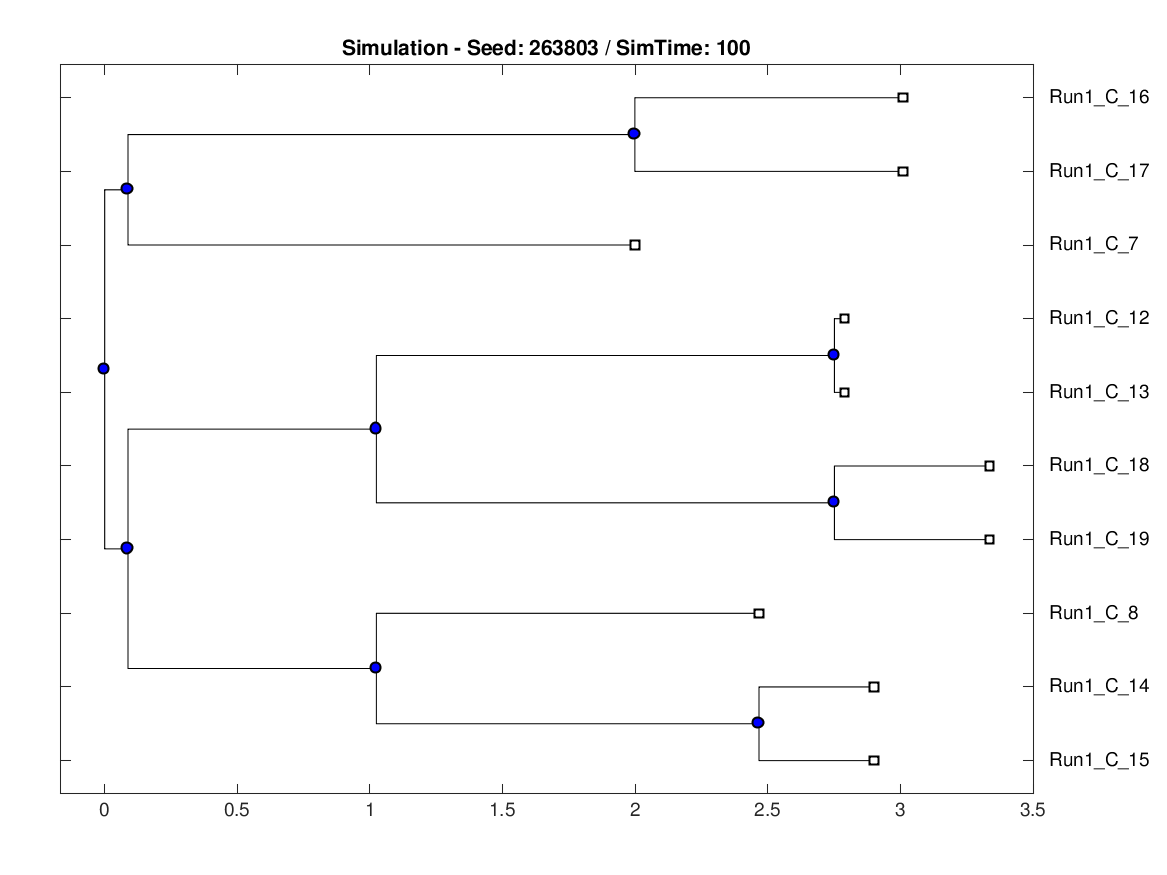 Simulation - Seed: 263803 / SimTime: 100
Run1_C_16
Run1_C_17
Run1_C_7
Run1_C_12
Run1_C_13
Run1_C_18
Run1_C_19
Run1_C_8
Run1_C_14
Run1_C_15
0 0.5 1 1.5 2 2.5 3 3.5